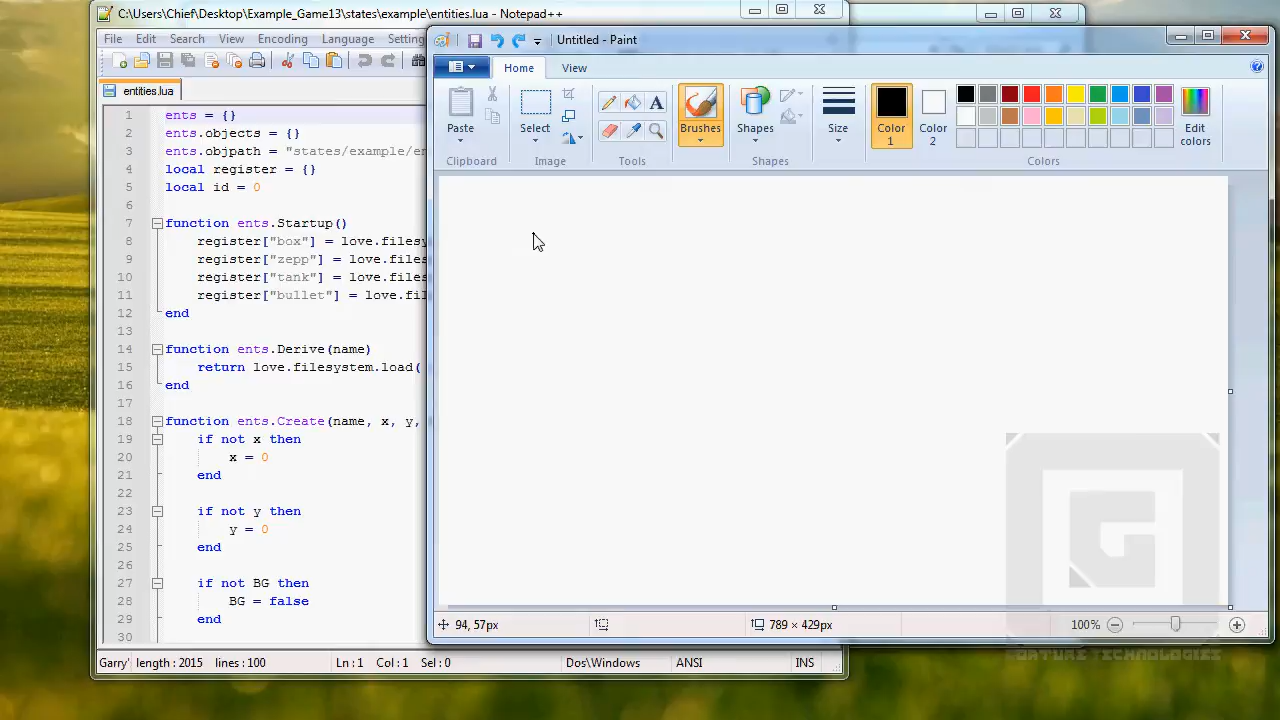 C:\Users\Chief\Desktop\Example_Game13\states\example\entities.lua - Notepad++
File Edit Search View Encoding Language Setting
entities.lua
1 ents = {}
2 ents.objects = {}
3 ents.objpath = "states/example/en
4 local register = {}
5 local id = 0
6
7 function ents.Startup()
8 register["box"] = love.filesy
9 register["zepp"] = love.files
10 register["tank"] = love.files
11 register["bullet"] = love.fil
12 end
13
14 function ents.Derive(name)
15 return love.filesystem.load(
16 end
17
18 function ents.Create(name, x, y,
19 if not x then
20 x = 0
21 end
22
23 if not y then
24 y = 0
25 end
26
27 if not BG then
28 BG = false
29 end
30
Garry' length : 2015 lines : 100 Ln : 1 Col : 1 Sel : 0 Dos\Windows ANSI INS
Untitled - Paint
Home View
Paste
Select
A
Brushes
Shapes
Size
Color 1
Color 2
Edit colors
Clipboard Image Tools Shapes Colors
94, 57px 789 × 429px 100%
G
TECHNOLOGIES